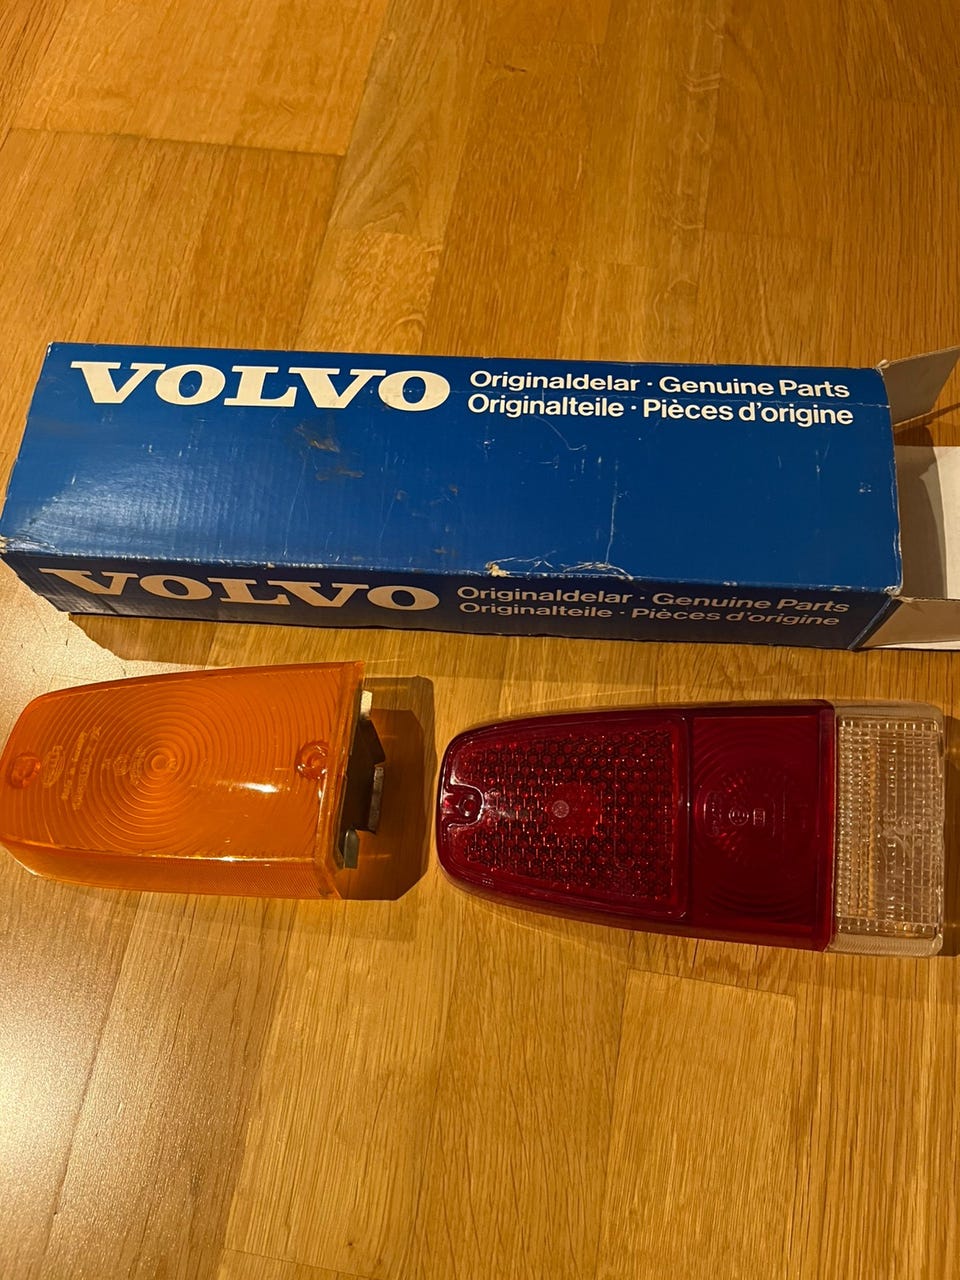 VOLVO
Originaldelar · Genuine Parts
Originalteile · Pièces d'origine
VOLVO
Originaldelar · Genuine Parts
Originalteile · Pièces d'origine